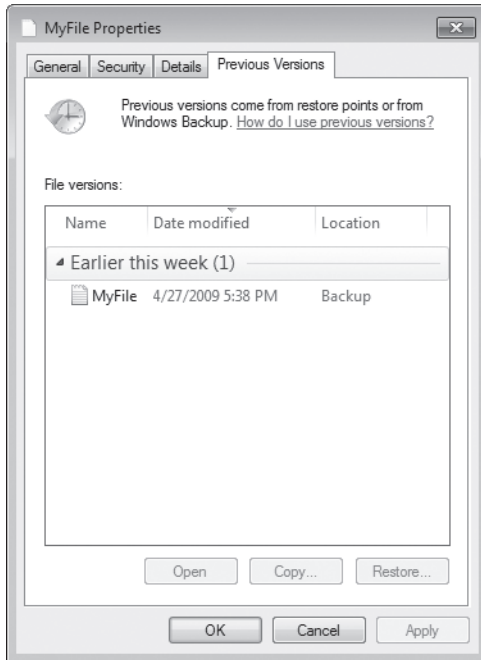 MyFile Properties
General Security Details Previous Versions
Previous versions come from restore points or from
Windows Backup. How do I use previous versions?
File versions:
Name Date modified Location
Earlier this week (1)
MyFile 4/27/2009 5:38 PM Backup
Open Copy... Restore...
OK Cancel Apply